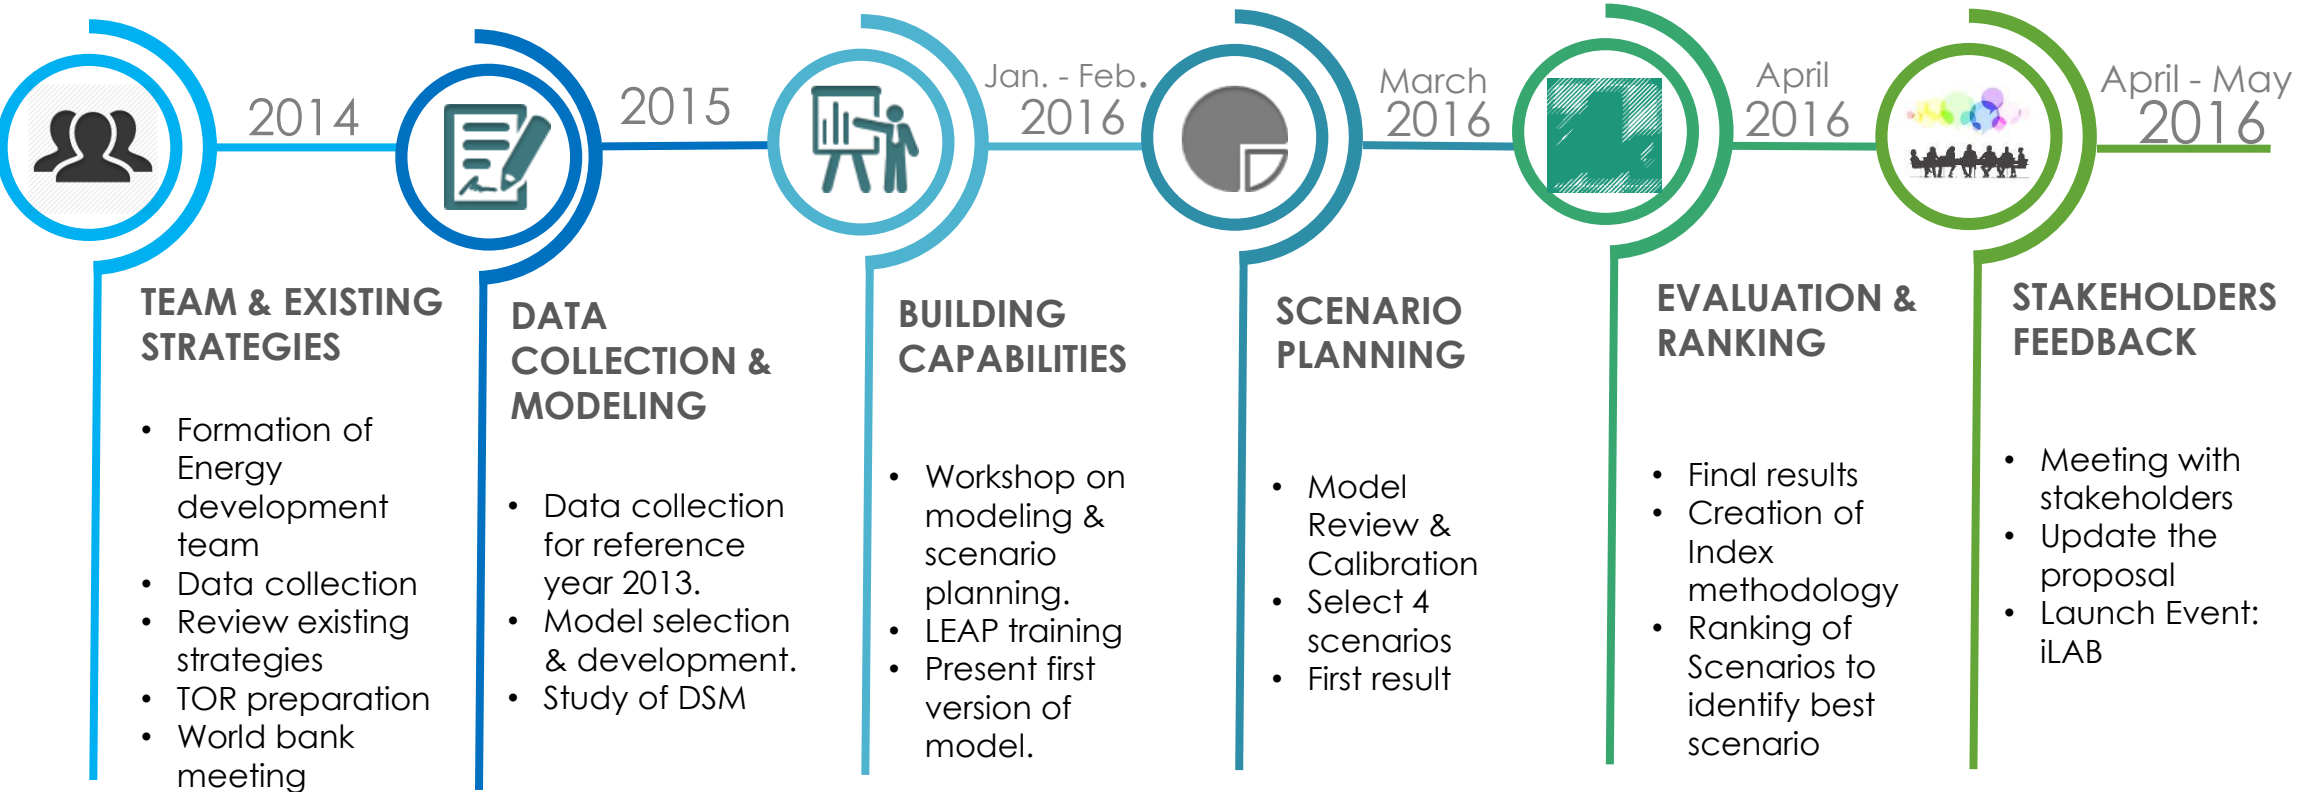 2014
2015
Jan. - Feb.
2016
March
2016
April
2016
April - May
2016
TEAM & EXISTING
STRATEGIES
• Formation of
Energy
development
team
• Data collection
• Review existing
strategies
• TOR preparation
• World bank
meeting
DATA
COLLECTION &
MODELING
• Data collection
for reference
year 2013.
• Model selection
& development.
• Study of DSM
BUILDING
CAPABILITIES
• Workshop on
modeling &
scenario
planning.
• LEAP training
• Present first
version of
model.
SCENARIO
PLANNING
• Model
Review &
Calibration
• Select 4
scenarios
• First result
EVALUATION &
RANKING
• Final results
• Creation of
Index
methodology
• Ranking of
Scenarios to
identify best
scenario
STAKEHOLDERS
FEEDBACK
• Meeting with
stakeholders
• Update the
proposal
• Launch Event:
iLAB